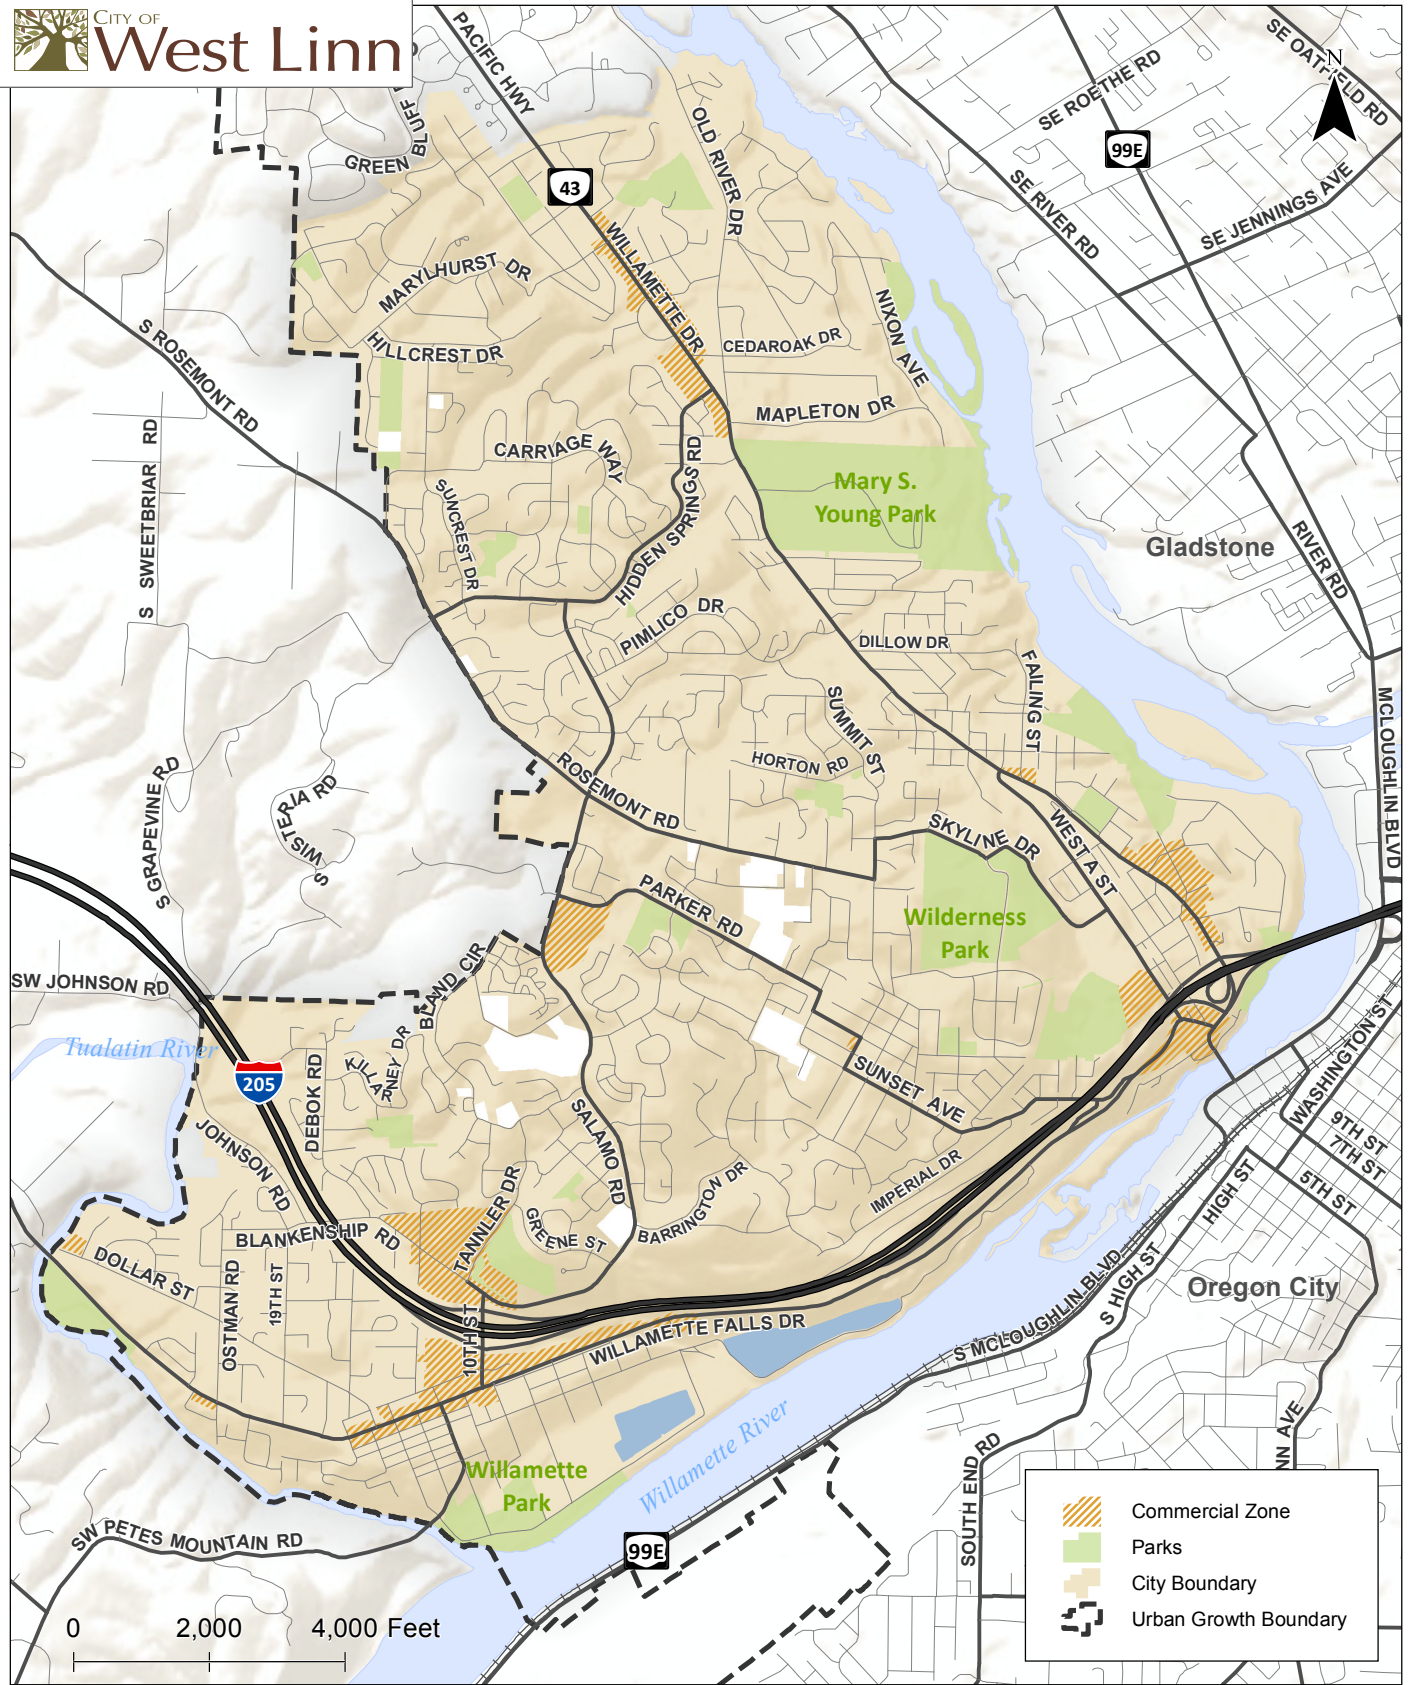 CITY OF
West Linn
PACIFIC HWY
SE OATFIELD RD
N
SE ROETHE RD
99E
GREEN BLUFF
43
OLD RIVER DR
SE RIVER RD
SE JENNINGS AVE
WILLAMETTE DR
MARYLHURST DR
NIXON AVE
S ROSEMONT RD
HILLCREST DR
CEDAROAK DR
MAPLETON DR
S SWEETBRIAR RD
CARRIAGE WAY
HIDDEN SPRINGS RD
Mary S.
Young Park
SUNCREST DR
Gladstone
RIVER RD
PIMLICO DR
DILLOW DR
FAILING ST
SUMMIT ST
MCLOUGHLIN BLVD
HORTON RD
ROSEMONT RD
S GRAPEVINE RD
S WISTERIA RD
SKYLINE DR
WEST A ST
PARKER RD
Wilderness
Park
BLAND CIR
SW JOHNSON RD
WASHINGTON ST
Tualatin River
205
DEBOK RD
KILLARNEY DR
SUNSET AVE
SALAMO RD
JOHNSON RD
9TH ST
7TH ST
5TH ST
HIGH ST
IMPERIAL DR
BARRINGTON DR
TANNLER DR
GREENE ST
BLANKENSHIP RD
DOLLAR ST
OSTMAN RD
19TH ST
10TH ST
S HIGH ST
Oregon City
S MCLOUGHLIN BLVD
WILLAMETTE FALLS DR
Willamette River
Willamette
Park
SOUTH END RD
NN AVE
SW PETES MOUNTAIN RD
99E
Commercial Zone
Parks
City Boundary
Urban Growth Boundary
0 2,000 4,000 Feet